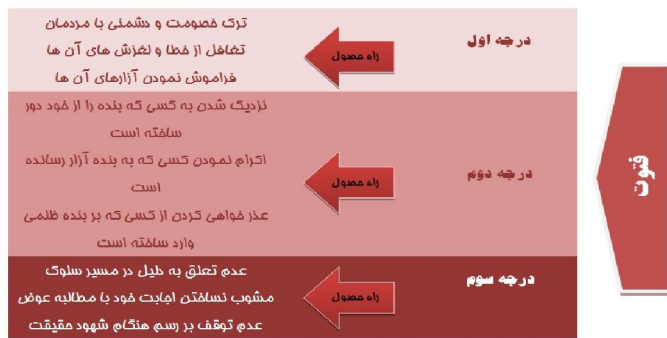 فتوت
درجه اول
راه حصول
ترک خصومت و دشمنی با مردمان
تغافل از خطا و لغزش های آن ها
فراموش نمودن آزارهای آن ها
درجه دوم
راه حصول
نزدیک شدن به کسی که بنده را از خود دور
ساخته است
اکرام نمودن کسی که به بنده آزار رسانده
است
عذر خواهی کردن از کسی که بر بنده ظلمی
وارد ساخته است
درجه سوم
راه حصول
عدم تعلق به دلیل در مسیر سلوک
مشوب نساختن اجابت خود با مطالبه عوض
عدم توقف بر رسم هنگام شهود حقیقت